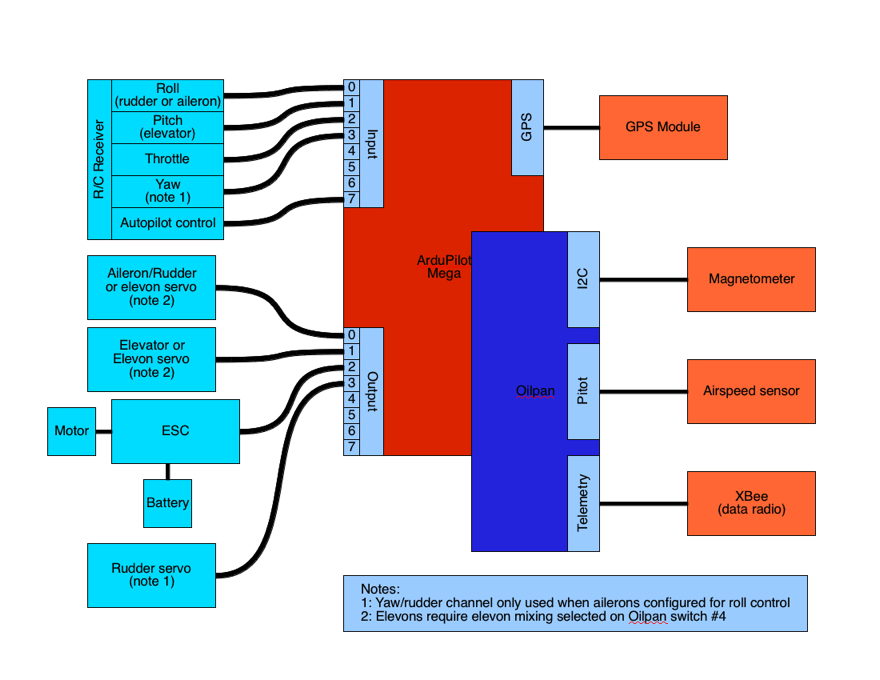 R/C Receiver
Roll
(rudder or aileron)
Pitch
(elevator)
Throttle
Yaw
(note 1)
Autopilot control
0
1
2
3
4
5
6
7
Input
GPS
GPS Module
ArduPilot
Mega
Aileron/Rudder
or elevon servo
(note 2)
Elevator or
Elevon servo
(note 2)
Motor
ESC
Battery
Rudder servo
(note 1)
0
1
2
3
4
5
6
7
Output
Oilpan
I2C
Magnetometer
Pitot
Airspeed sensor
Telemetry
XBee
(data radio)
Notes:
1: Yaw/rudder channel only used when ailerons configured for roll control
2: Elevons require elevon mixing selected on Oilpan switch #4